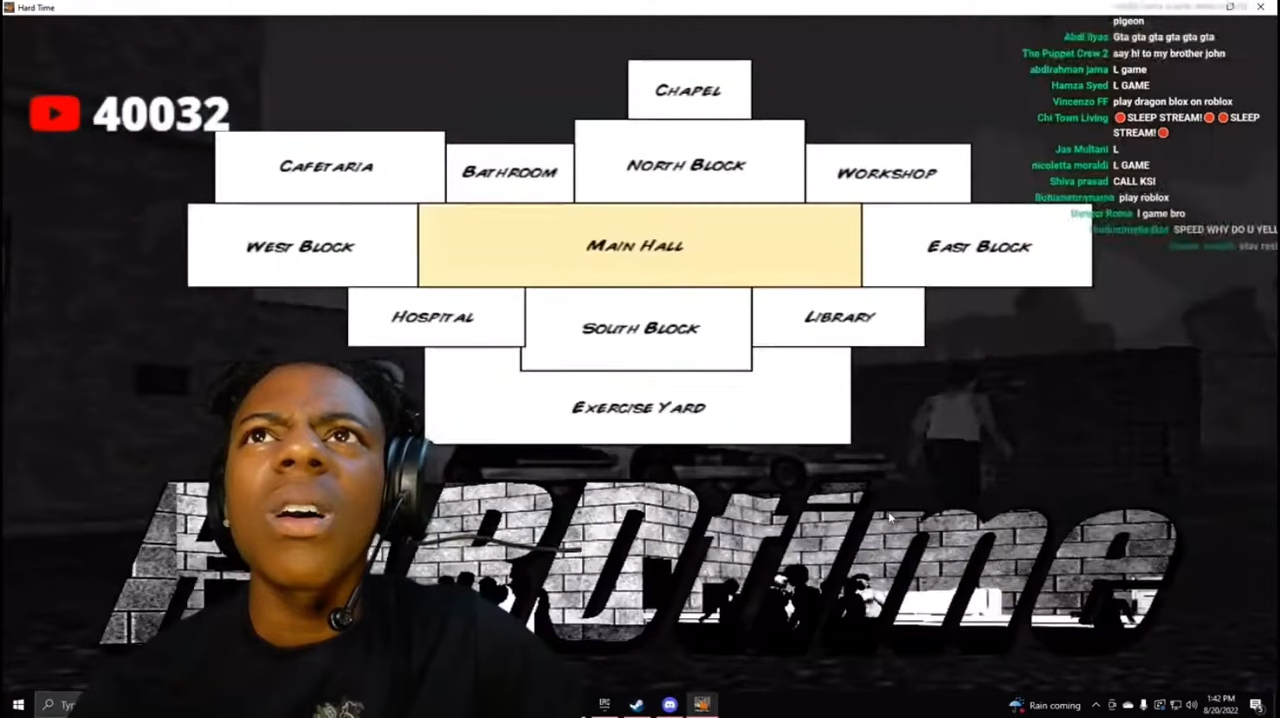 Hard Time
pigeon
Abdi Ilyas Gta gta gta gta gta gta
The Puppet Crew 2 say hi to my brother john
abdirahman jama L game
Hamza Syed L GAME
Vincenzo FF play dragon blox on roblox
Chi Town Living 🔴SLEEP STREAM!🔴 🔴SLEEP
STREAM!🔴
Jas Multani L
nicoletta moraldi L GAME
Shiva prasad CALL KSI
play roblox
l game bro
SPEED WHY DO U YELL
40032
CHAPEL
CAFETARIA
BATHROOM
NORTH BLOCK
WORKSHOP
WEST BLOCK
MAIN HALL
EAST BLOCK
HOSPITAL
SOUTH BLOCK
LIBRARY
EXERCISE YARD
HARDtime
Typ
EPIC
Rain coming
1:42 PM
8/20/2022